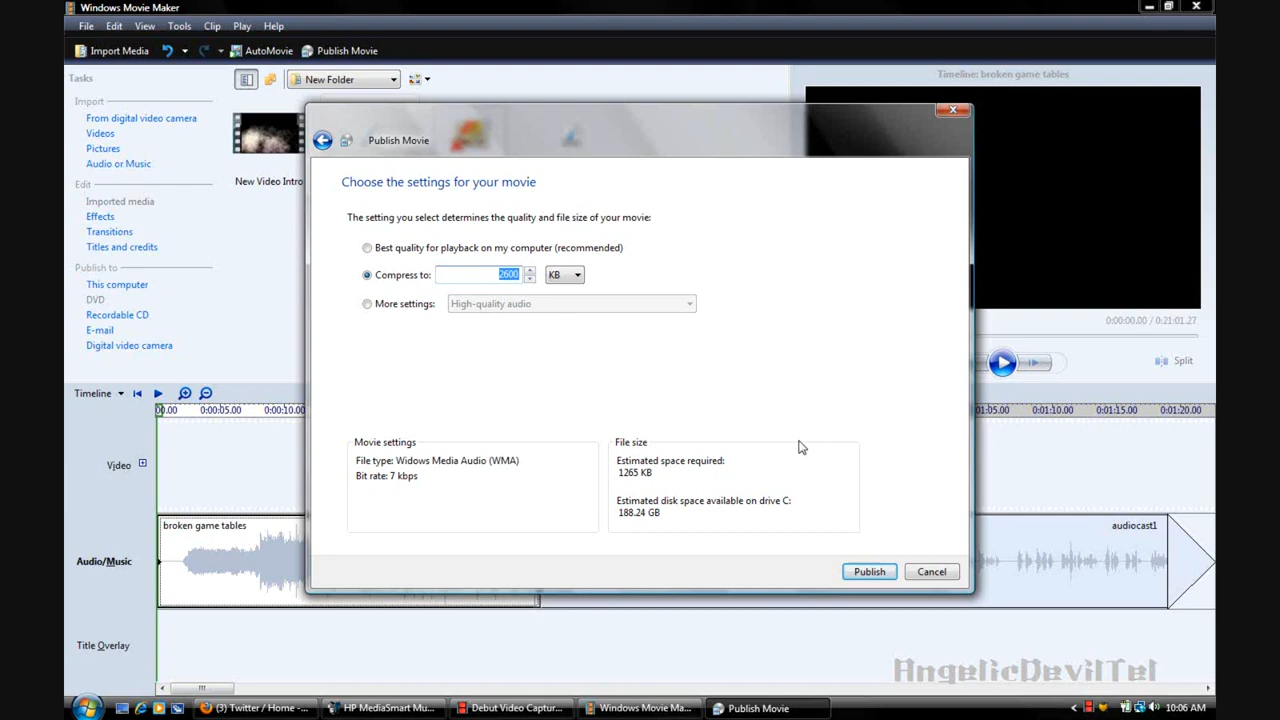 Windows Movie Maker
File Edit View Tools Clip Play Help
Import Media AutoMovie Publish Movie
Tasks
New Folder
Timeline: broken game tables
Import
From digital video camera
Videos
Pictures
Audio or Music
Edit
Imported media
Effects
Transitions
Titles and credits
Publish to
This computer
DVD
Recordable CD
E-mail
Digital video camera
New Video Intro
Publish Movie
Choose the settings for your movie
The setting you select determines the quality and file size of your movie:
Best quality for playback on my computer (recommended)
Compress to: 2600 KB
More settings: High-quality audio
Movie settings
File type: Widows Media Audio (WMA)
Bit rate: 7 kbps
File size
Estimated space required:
1265 KB
Estimated disk space available on drive C:
188.24 GB
Publish Cancel
0:00:00.00 / 0:21:01.27
Split
Timeline
00.00 0:00:05.00 0:00:10.00 :01:05.00 0:01:10.00 0:01:15.00 0:01:20.00
Video
broken game tables
audiocast1
Audio/Music
Title Overlay
AngelicDevilTel
(3) Twitter / Home -... HP MediaSmart Mu... Debut Video Captur... Windows Movie Ma... Publish Movie
10:06 AM